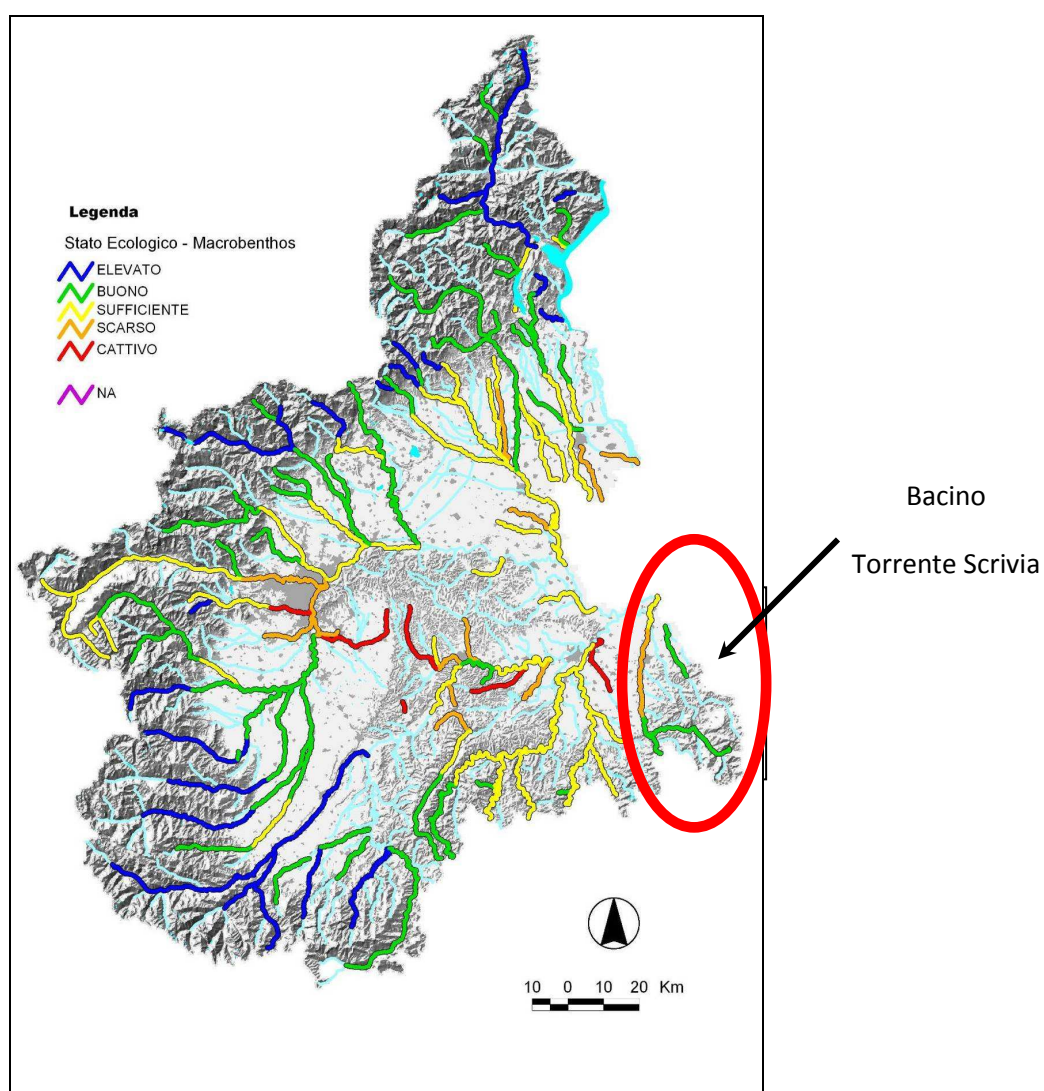 Legenda
Stato Ecologico - Macrobenthos
ELEVATO
BUONO
SUFFICIENTE
SCARSO
CATTIVO
NA
Bacino
Torrente Scrivia
10 0 10 20 Km